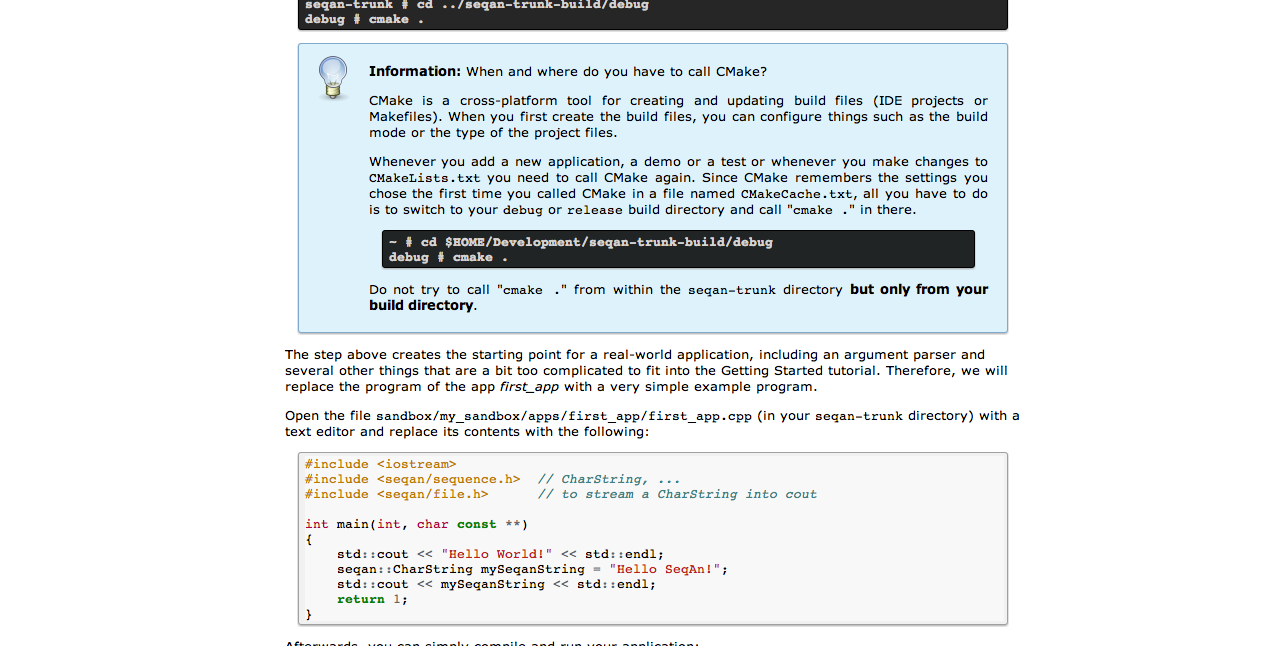 seqan-trunk # cd ../seqan-trunk-build/debug
debug # cmake .
Information: When and where do you have to call CMake?
CMake is a cross-platform tool for creating and updating build files (IDE projects or
Makefiles). When you first create the build files, you can configure things such as the build
mode or the type of the project files.
Whenever you add a new application, a demo or a test or whenever you make changes to
CMakeLists.txt you need to call CMake again. Since CMake remembers the settings you
chose the first time you called CMake in a file named CMakeCache.txt, all you have to do
is to switch to your debug or release build directory and call "cmake ." in there.
~ # cd $HOME/Development/seqan-trunk-build/debug
debug # cmake .
Do not try to call "cmake ." from within the seqan-trunk directory but only from your
build directory.
The step above creates the starting point for a real-world application, including an argument parser and
several other things that are a bit too complicated to fit into the Getting Started tutorial. Therefore, we will
replace the program of the app first_app with a very simple example program.
Open the file sandbox/my_sandbox/apps/first_app/first_app.cpp (in your seqan-trunk directory) with a
text editor and replace its contents with the following:
#include <iostream>
#include <seqan/sequence.h>  // CharString, ...
#include <seqan/file.h>      // to stream a CharString into cout
int main(int, char const **)
{
    std::cout << "Hello World!" << std::endl;
    seqan::CharString mySeqanString = "Hello SeqAn!";
    std::cout << mySeqanString << std::endl;
    return 1;
}
Afterwards, you can simply compile and run your application: